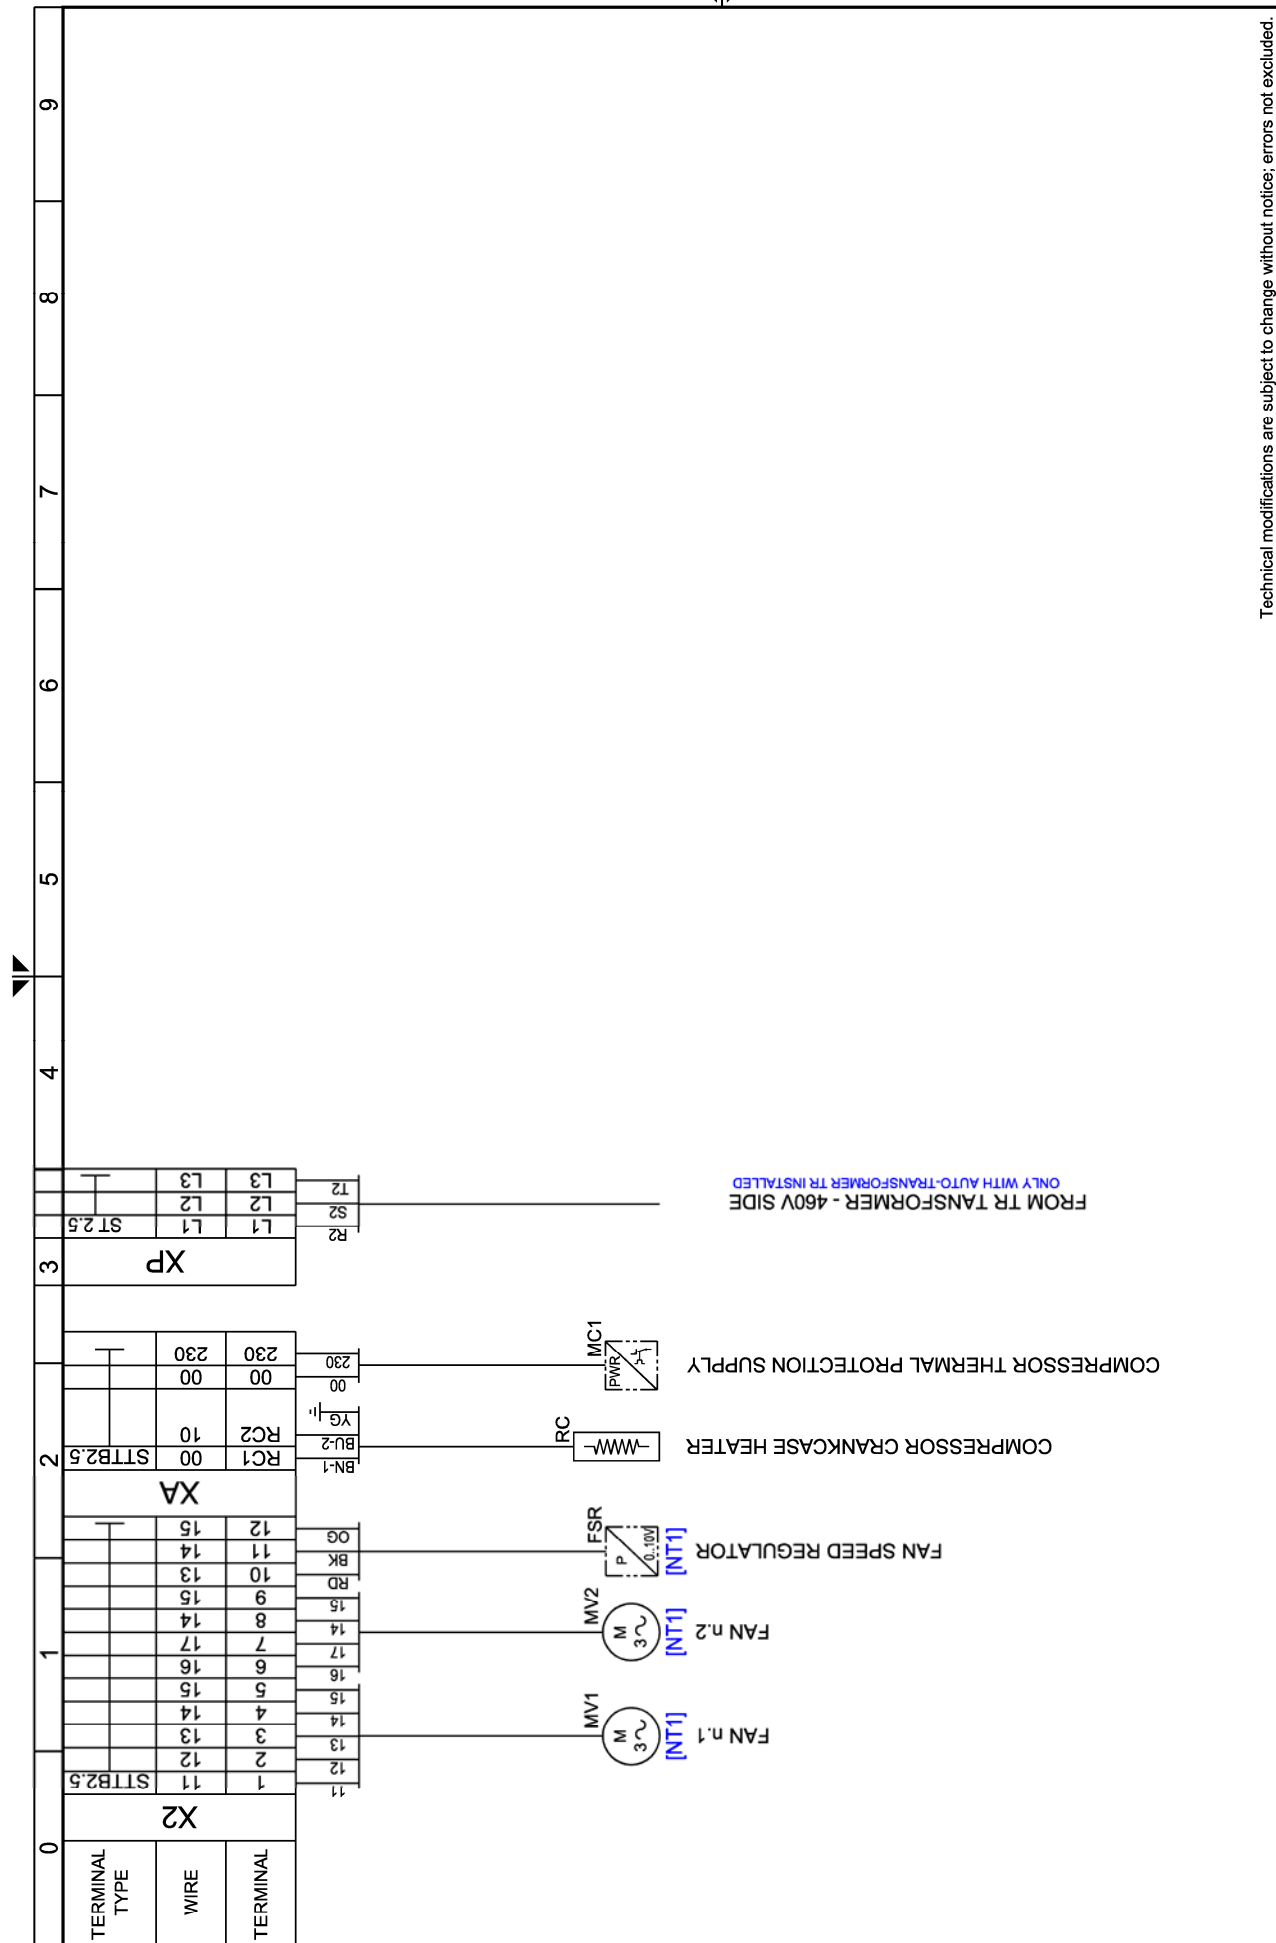 9
8
7
6
5
4
3
2
1
0
TERMINAL
TYPE
WIRE
TERMINAL
X2
STTB2.5
11 1 11
12 2 12
13 3 13
14 4 14
15 5 15
16 6 16
17 7 17
14 8 14
15 9 15
13 10 RD
14 11 BK
15 12 OG
MV1
M
3
[NT1]
FAN n.1
MV2
M
3
[NT1]
FAN n.2
FSR
P
0..10V
[NT1]
FAN SPEED REGULATOR
XA
STTB2.5
00 RC1 BN-1
10 RC2 BU-2
YG
00 00 00
230 230 230
RC
COMPRESSOR CRANKCASE HEATER
MC1
PWR
COMPRESSOR THERMAL PROTECTION SUPPLY
XP
ST 2.5
L1 L1 R2
L2 L2 S2
L3 L3 T2
FROM TR TANSFORMER - 460V SIDE
ONLY WITH AUTO-TRANSFORMER TR INSTALLED
Technical modifications are subject to change without notice; errors not excluded.